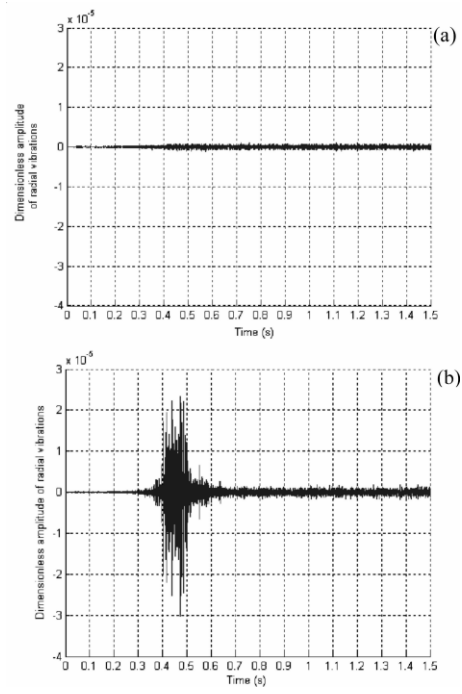 x 10⁻⁵
(a)
3
2
1
0
-1
-2
-3
-4
Dimensionless amplitude
of radial vibrations
0 0.1 0.2 0.3 0.4 0.5 0.6 0.7 0.8 0.9 1 1.1 1.2 1.3 1.4 1.5
Time (s)
x 10⁻⁵
(b)
3
2
1
0
-1
-2
-3
-4
Dimensionless amplitude of radial vibrations
0 0.1 0.2 0.3 0.4 0.5 0.6 0.7 0.8 0.9 1 1.1 1.2 1.3 1.4 1.5
Time (s)